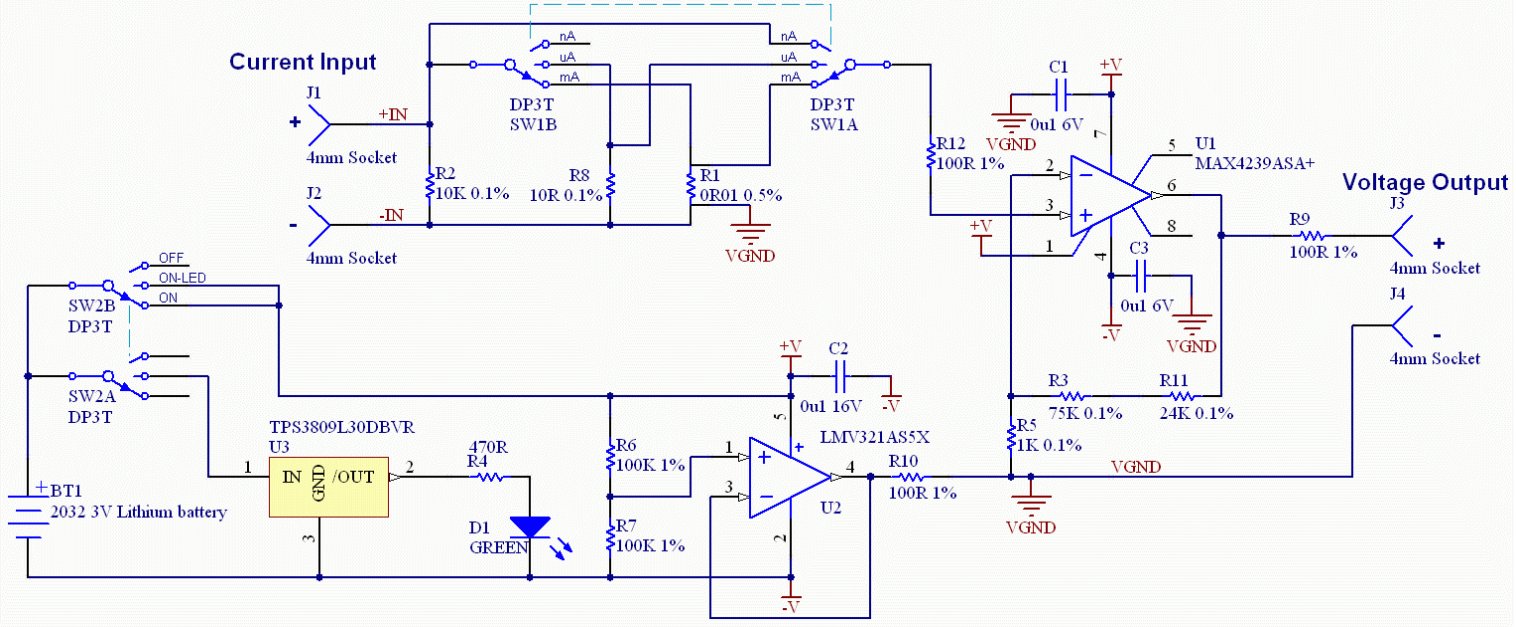 Current Input
J1
+
+IN
4mm Socket
J2
-
-IN
4mm Socket
R2
10K 0.1%
nA
uA
mA
DP3T
SW1B
R8
10R 0.1%
R1
0R01 0.5%
VGND
nA
uA
mA
DP3T
SW1A
R12
100R 1%
C1
+V
0u1 6V
VGND
7
2
3
+V
1
4
-
+
5
U1
MAX4239ASA+
6
8
C3
0u1 6V
-V
VGND
Voltage Output
R9
100R 1%
J3
+
4mm Socket
J4
-
4mm Socket
R3
75K 0.1%
R11
24K 0.1%
R5
1K 0.1%
VGND
VGND
OFF
ON-LED
ON
SW2B
DP3T
SW2A
DP3T
+
BT1
2032 3V Lithium battery
TPS3809L30DBVR
U3
1
IN
GND
/OUT
2
3
470R
R4
D1
GREEN
R6
100K 1%
R7
100K 1%
+V
C2
0u1 16V
-V
5
+
LMV321AS5X
1
+
3
-
4
2
U2
-V
R10
100R 1%